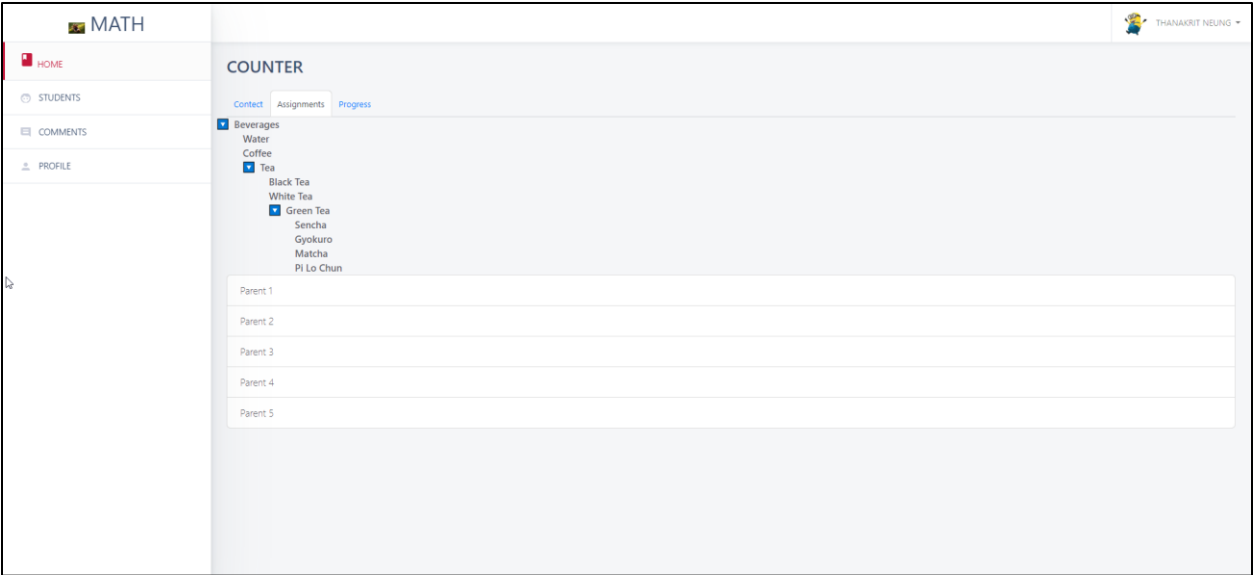 MATH
THANAKRIT NEUNG
HOME
STUDENTS
COMMENTS
PROFILE
COUNTER
Contect Assignments Progress
Beverages
Water
Coffee
Tea
Black Tea
White Tea
Green Tea
Sencha
Gyokuro
Matcha
Pi Lo Chun
Parent 1
Parent 2
Parent 3
Parent 4
Parent 5